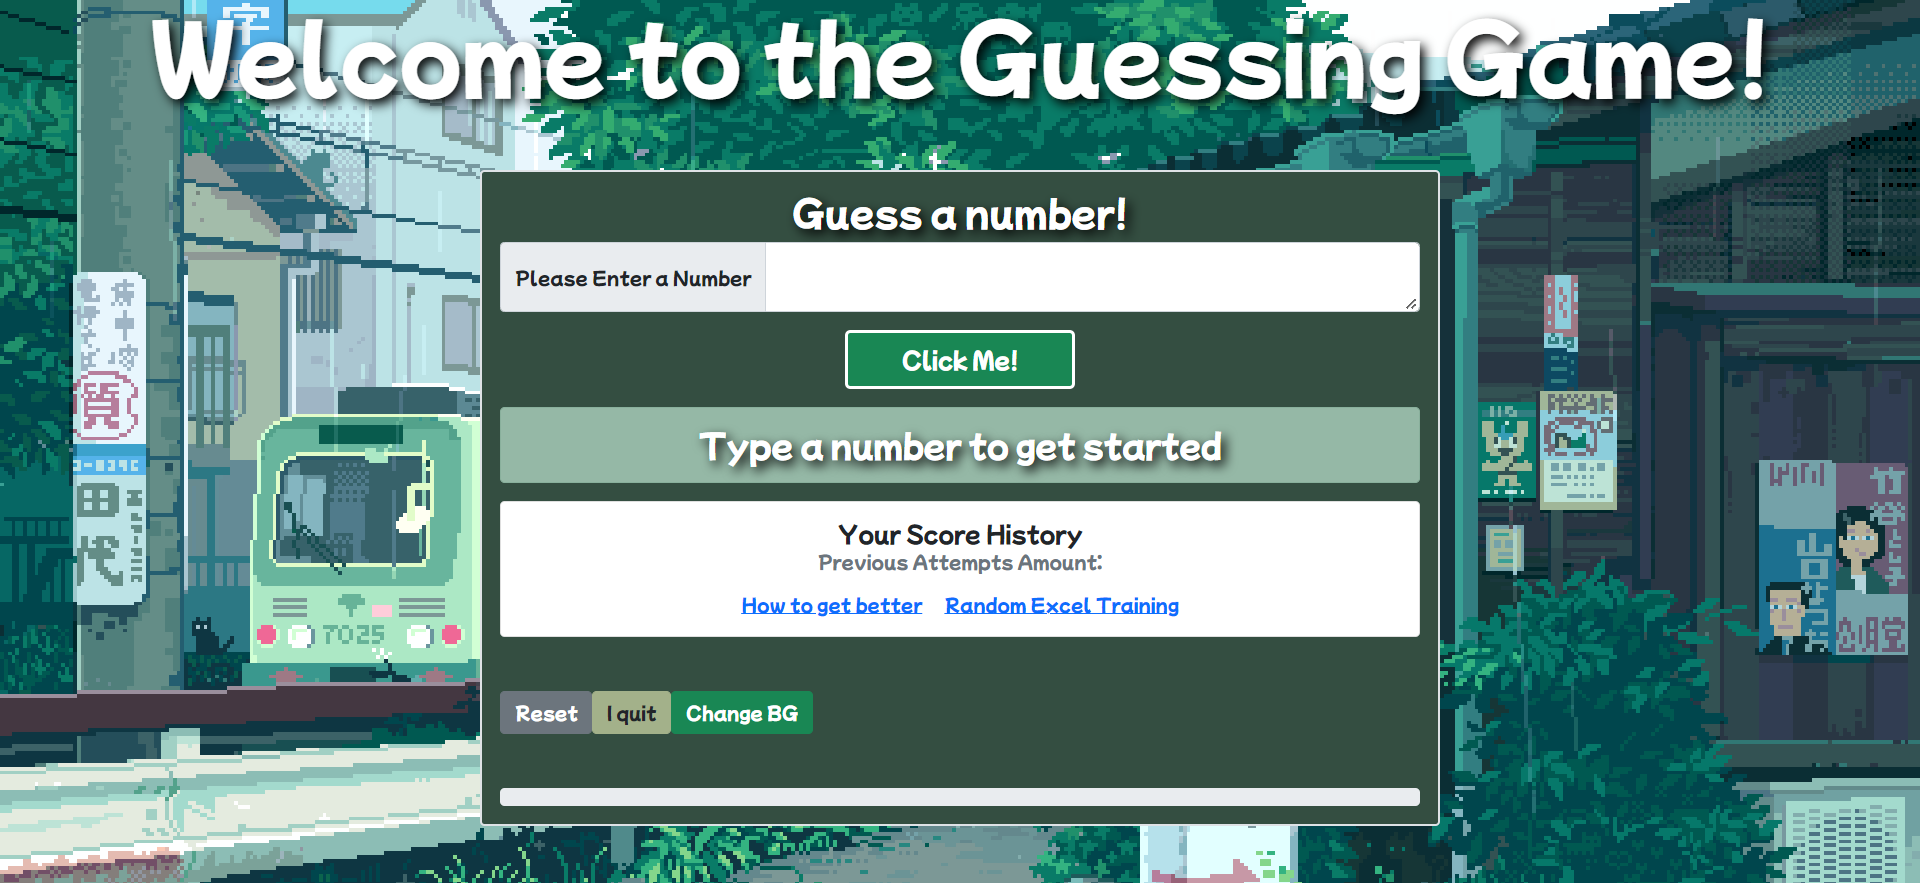 Welcome to the Guessing Game!
Guess a number!
Please Enter a Number
Click Me!
Type a number to get started
Your Score History
Previous Attempts Amount:
How to get better Random Excel Training
Reset I quit Change BG
質
田
代
7025